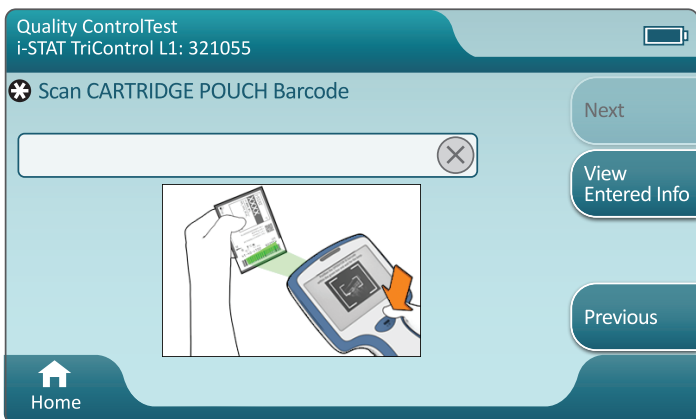 Quality ControlTest
i-STAT TriControl L1: 321055
Scan CARTRIDGE POUCH Barcode
Next
View
Entered Info
Previous
Home